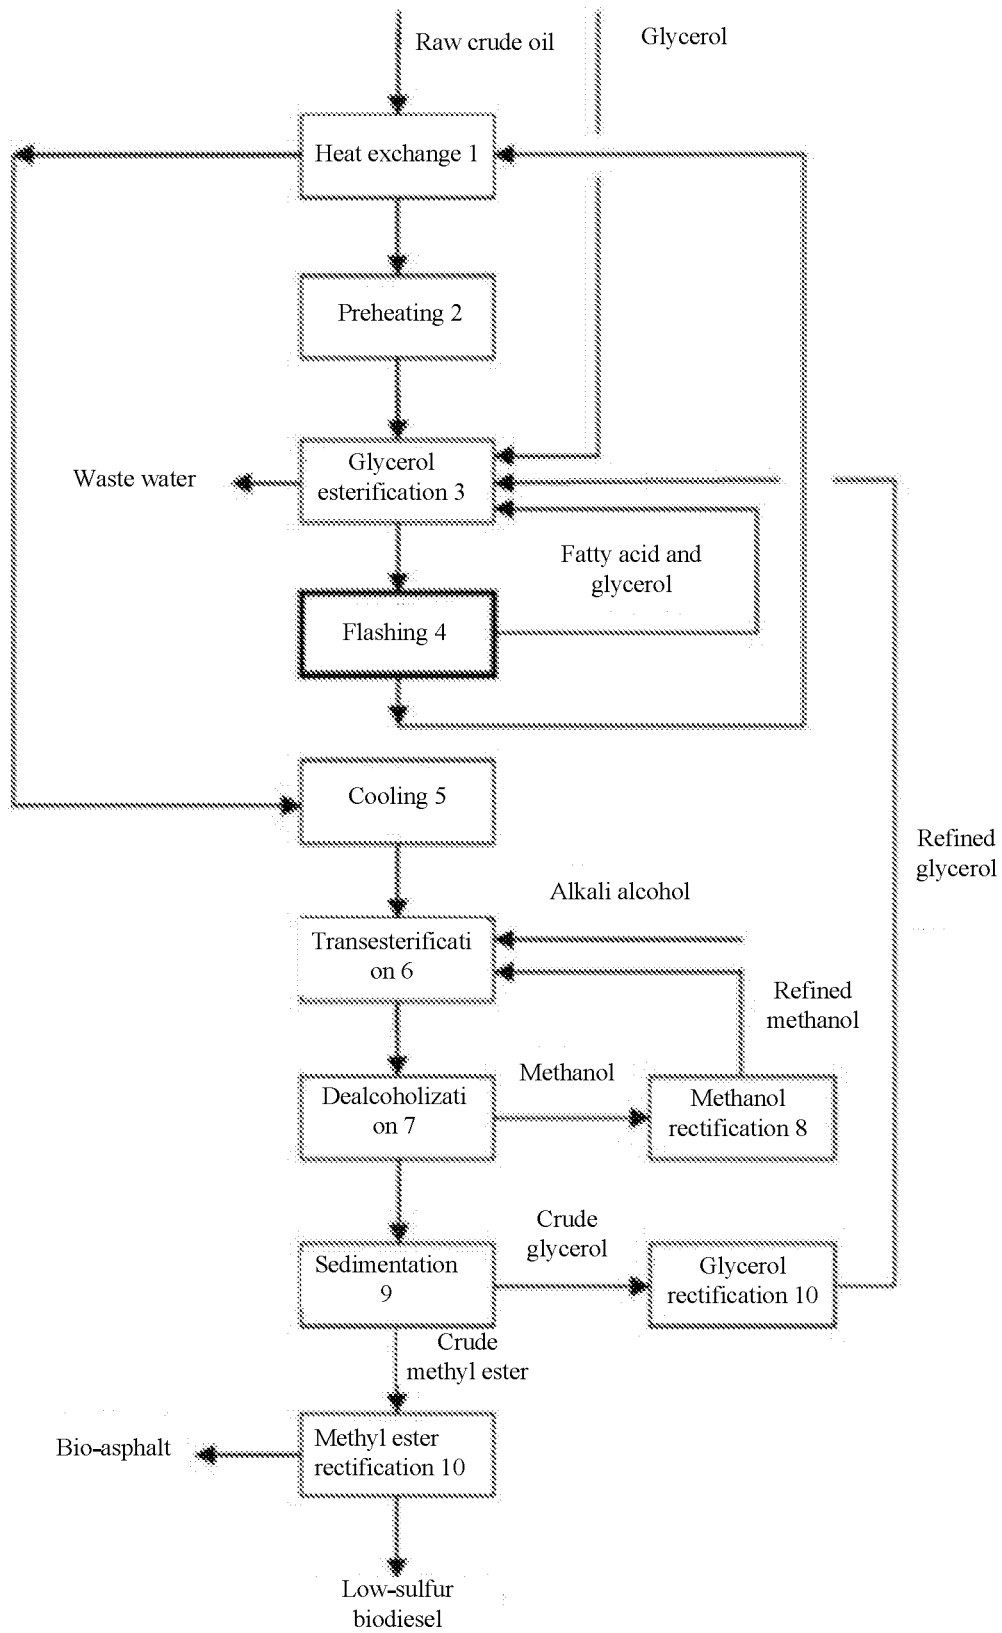 Raw crude oil
Glycerol
Heat exchange 1
Preheating 2
Glycerol
esterification 3
Waste water
Fatty acid and
glycerol
Flashing 4
Cooling 5
Refined
glycerol
Alkali alcohol
Transesterificati
on 6
Refined
methanol
Methanol
Dealcoholizati
on 7
Methanol
rectification 8
Crude
glycerol
Sedimentation
9
Glycerol
rectification 10
Crude
methyl ester
Methyl ester
rectification 10
Bio-asphalt
Low-sulfur
biodiesel